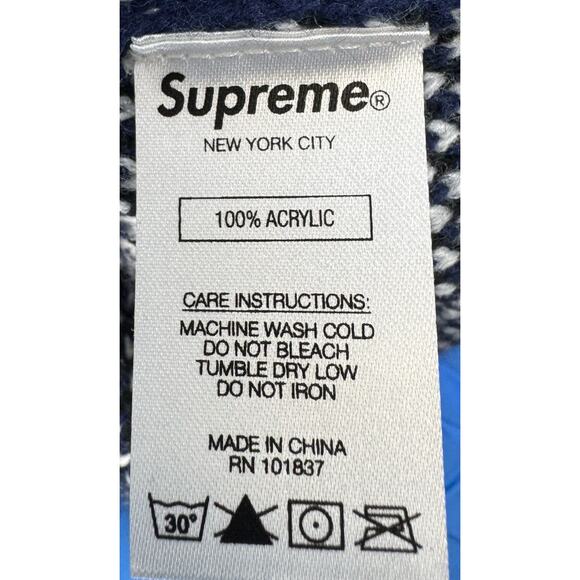 Supreme®
NEW YORK CITY
100% ACRYLIC
CARE INSTRUCTIONS:
MACHINE WASH COLD
DO NOT BLEACH
TUMBLE DRY LOW
DO NOT IRON
MADE IN CHINA
RN 101837
30°